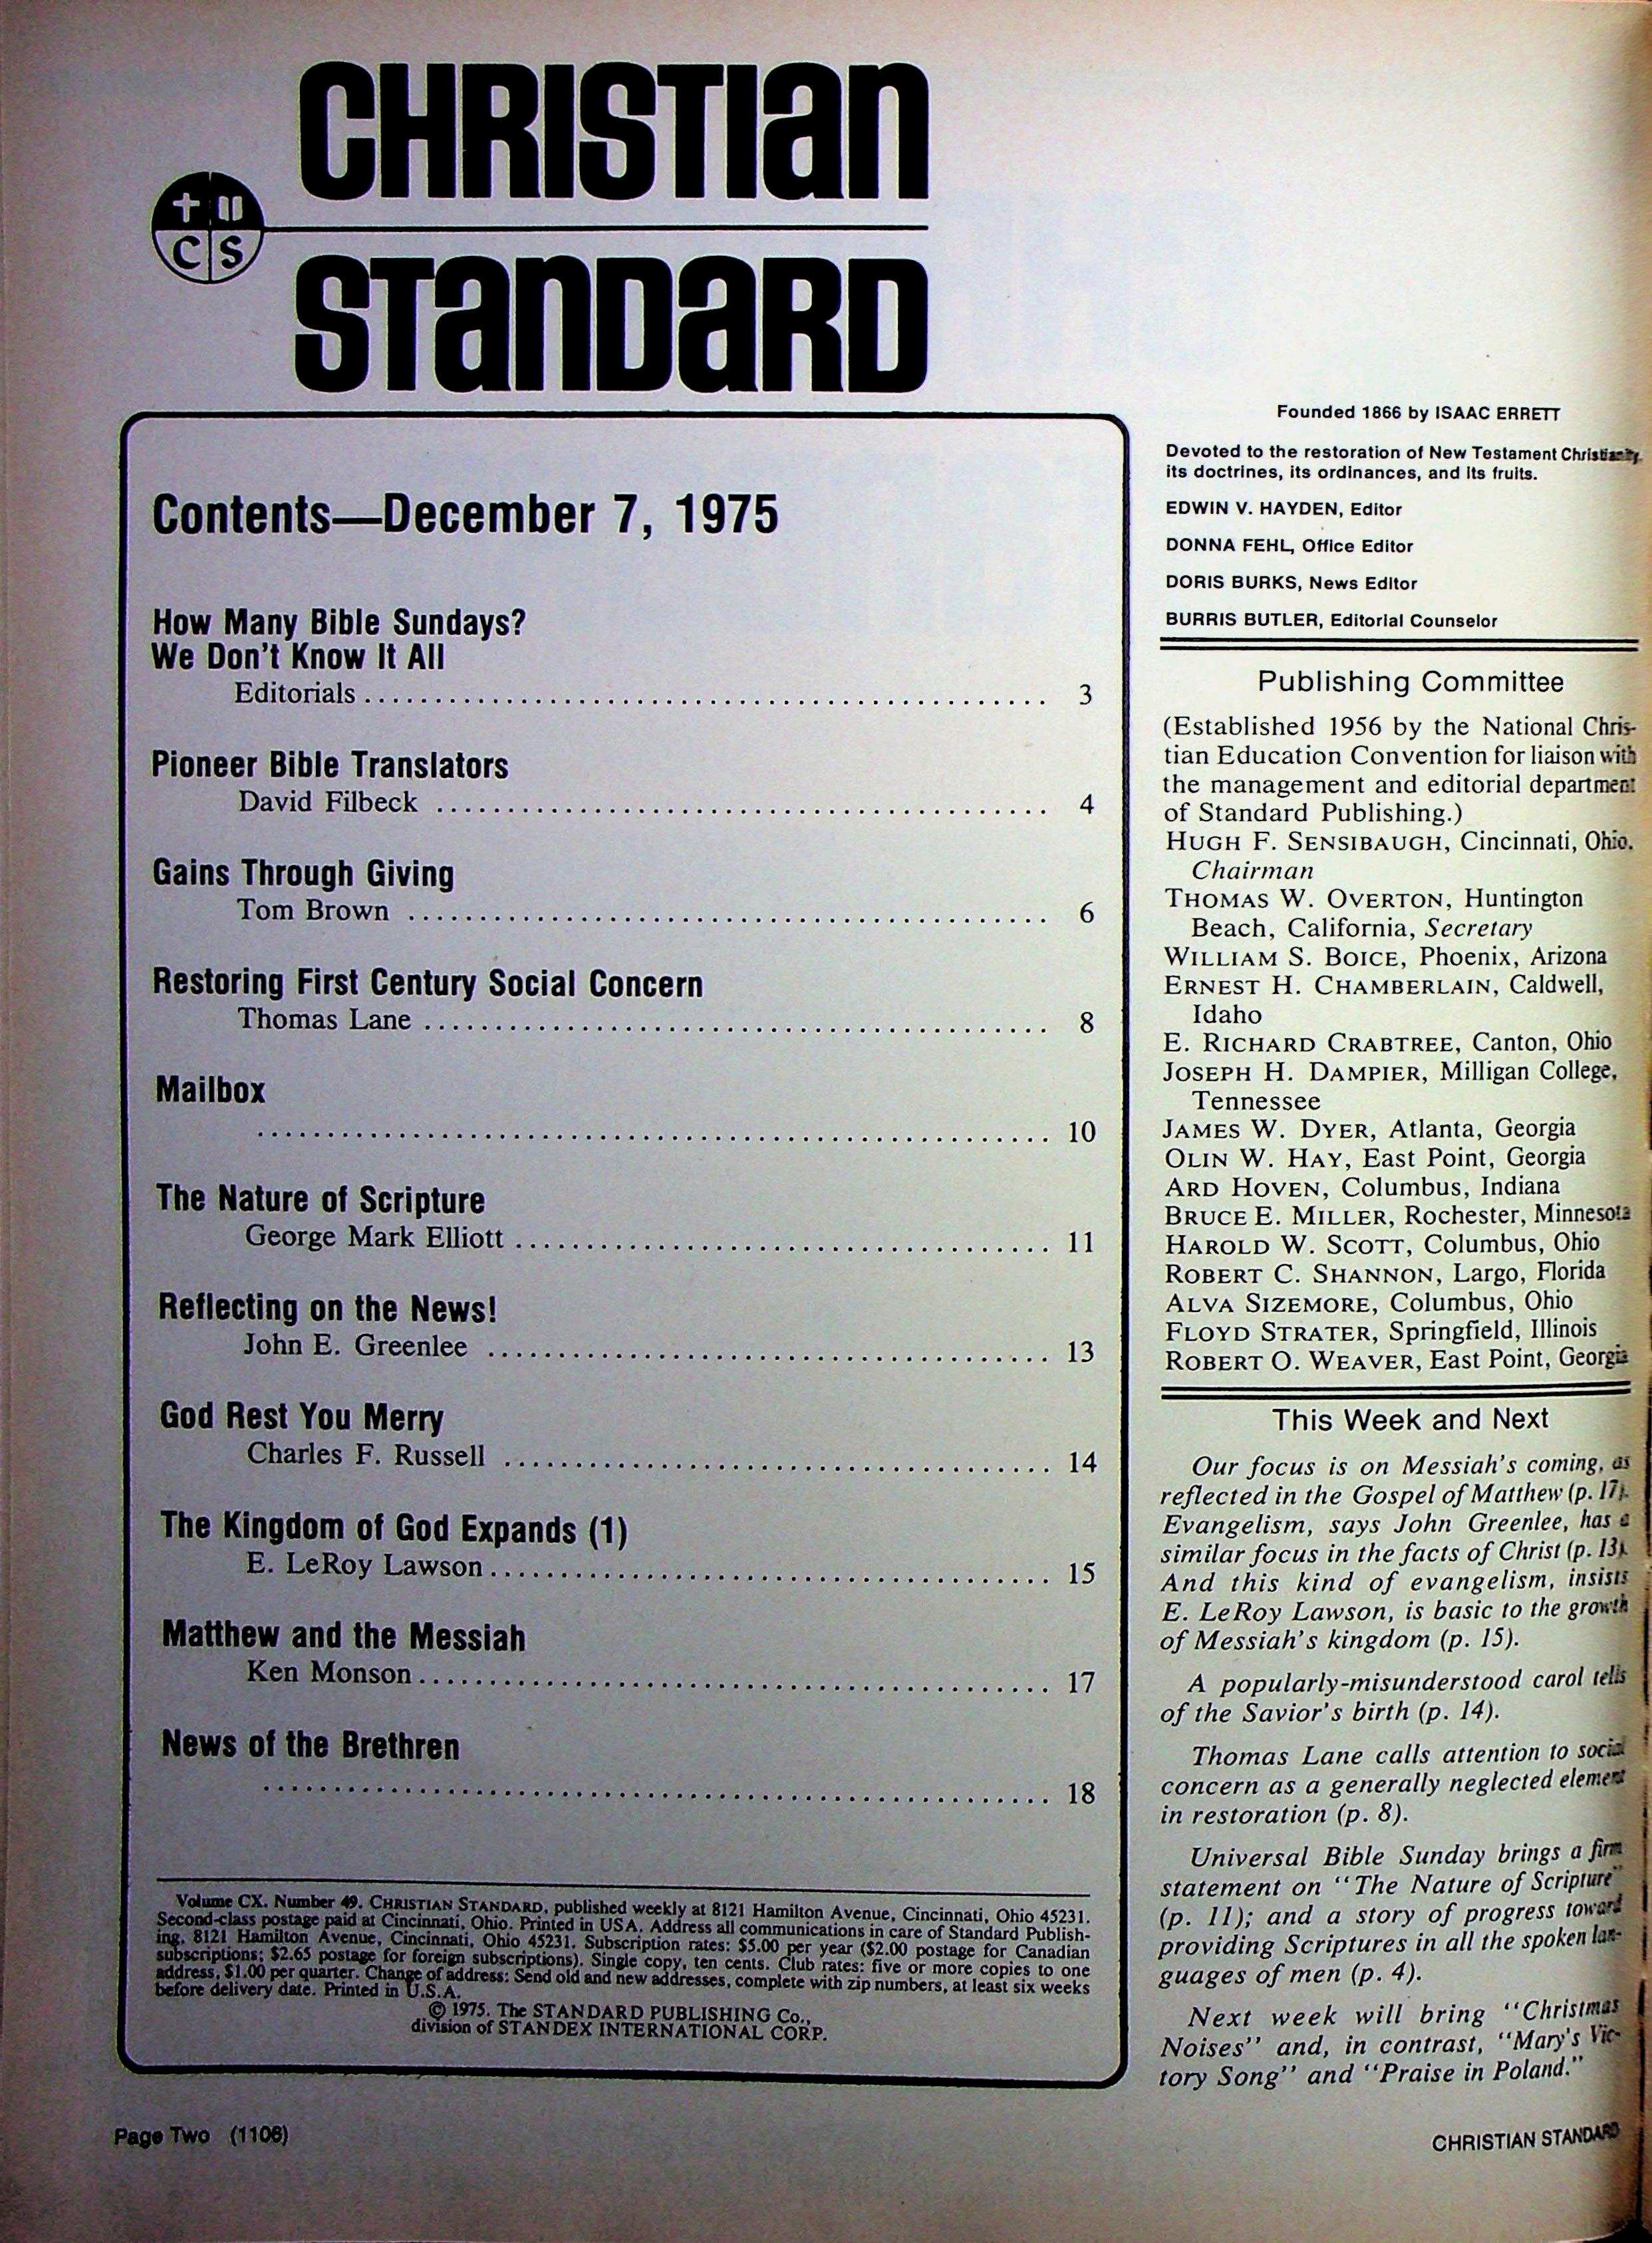 CHRISTIAN
C S
STANDARD
Contents—December 7, 1975
How Many Bible Sundays?
We Don't Know It All
Editorials .......... 3
Pioneer Bible Translators
David Filbeck .......... 4
Gains Through Giving
Tom Brown .......... 6
Restoring First Century Social Concern
Thomas Lane .......... 8
Mailbox
.......... 10
The Nature of Scripture
George Mark Elliott .......... 11
Reflecting on the News!
John E. Greenlee .......... 13
God Rest You Merry
Charles F. Russell .......... 14
The Kingdom of God Expands (1)
E. LeRoy Lawson .......... 15
Matthew and the Messiah
Ken Monson .......... 17
News of the Brethren
.......... 18
Volume CX. Number 49. CHRISTIAN STANDARD, published weekly at 8121 Hamilton Avenue, Cincinnati, Ohio 45231.
Second-class postage paid at Cincinnati, Ohio. Printed in USA. Address all communications in care of Standard Publish-
ing, 8121 Hamilton Avenue, Cincinnati, Ohio 45231. Subscription rates: $5.00 per year ($2.00 postage for Canadian
subscriptions; $2.65 postage for foreign subscriptions). Single copy, ten cents. Club rates: five or more copies to one
address, $1.00 per quarter. Change of address: Send old and new addresses, complete with zip numbers, at least six weeks
before delivery date. Printed in U.S.A.
© 1975. The STANDARD PUBLISHING Co.,
division of STANDEX INTERNATIONAL CORP.
Founded 1866 by ISAAC ERRETT
Devoted to the restoration of New Testament Christianity,
its doctrines, its ordinances, and its fruits.
EDWIN V. HAYDEN, Editor
DONNA FEHL, Office Editor
DORIS BURKS, News Editor
BURRIS BUTLER, Editorial Counselor
Publishing Committee
(Established 1956 by the National Chris-
tian Education Convention for liaison with
the management and editorial department
of Standard Publishing.)
HUGH F. SENSIBAUGH, Cincinnati, Ohio.
Chairman
THOMAS W. OVERTON, Huntington
Beach, California, Secretary
WILLIAM S. BOICE, Phoenix, Arizona
ERNEST H. CHAMBERLAIN, Caldwell,
Idaho
E. RICHARD CRABTREE, Canton, Ohio
JOSEPH H. DAMPIER, Milligan College,
Tennessee
JAMES W. DYER, Atlanta, Georgia
OLIN W. HAY, East Point, Georgia
ARD HOVEN, Columbus, Indiana
BRUCE E. MILLER, Rochester, Minnesota
HAROLD W. SCOTT, Columbus, Ohio
ROBERT C. SHANNON, Largo, Florida
ALVA SIZEMORE, Columbus, Ohio
FLOYD STRATER, Springfield, Illinois
ROBERT O. WEAVER, East Point, Georgia
This Week and Next
Our focus is on Messiah's coming, as
reflected in the Gospel of Matthew (p. 17).
Evangelism, says John Greenlee, has a
similar focus in the facts of Christ (p. 13).
And this kind of evangelism, insists
E. LeRoy Lawson, is basic to the growth
of Messiah's kingdom (p. 15).
A popularly-misunderstood carol tells
of the Savior's birth (p. 14).
Thomas Lane calls attention to social
concern as a generally neglected element
in restoration (p. 8).
Universal Bible Sunday brings a firm
statement on "The Nature of Scripture"
(p. 11); and a story of progress toward
providing Scriptures in all the spoken lan-
guages of men (p. 4).
Next week will bring "Christmas
Noises" and, in contrast, "Mary's Vic-
tory Song" and "Praise in Poland."
Page Two (1106)
CHRISTIAN STANDARD